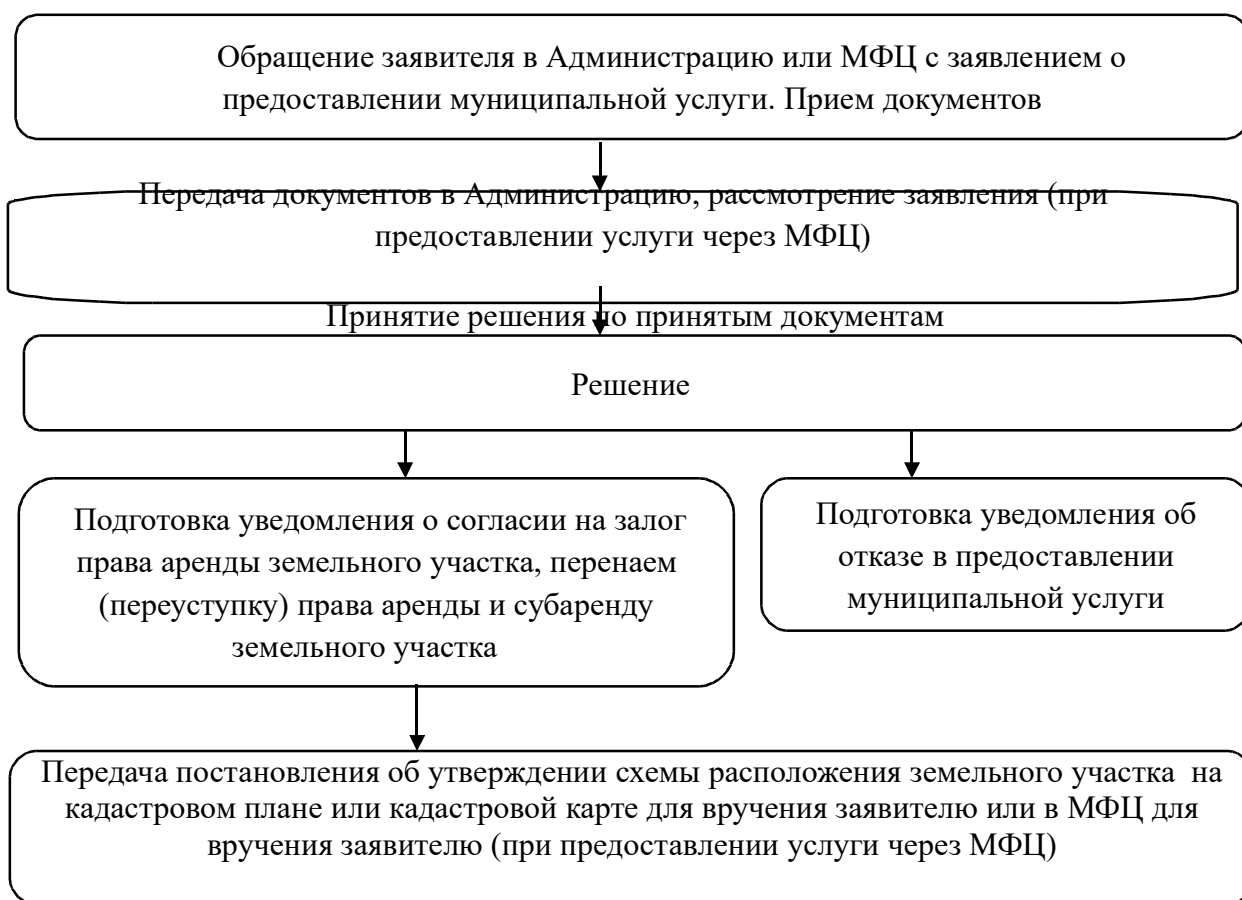 Обращение заявителя в Администрацию или МФЦ с заявлением о
предоставлении муниципальной услуги. Прием документов
Передача документов в Администрацию, рассмотрение заявления (при
предоставлении услуги через МФЦ)
Принятие решения по принятым документам
Решение
Подготовка уведомления о согласии на залог
права аренды земельного участка, перенаем
(переуступку) права аренды и субаренду
земельного участка
Подготовка уведомления об
отказе в предоставлении
муниципальной услуги
Передача постановления об утверждении схемы расположения земельного участка на
кадастровом плане или кадастровой карте для вручения заявителю или в МФЦ для
вручения заявителю (при предоставлении услуги через МФЦ)